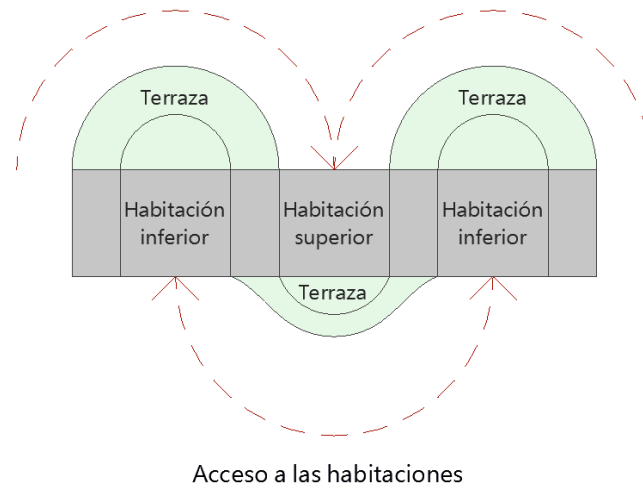 Terraza
Terraza
Habitación
inferior
Habitación
superior
Habitación
inferior
Terraza
Acceso a las habitaciones